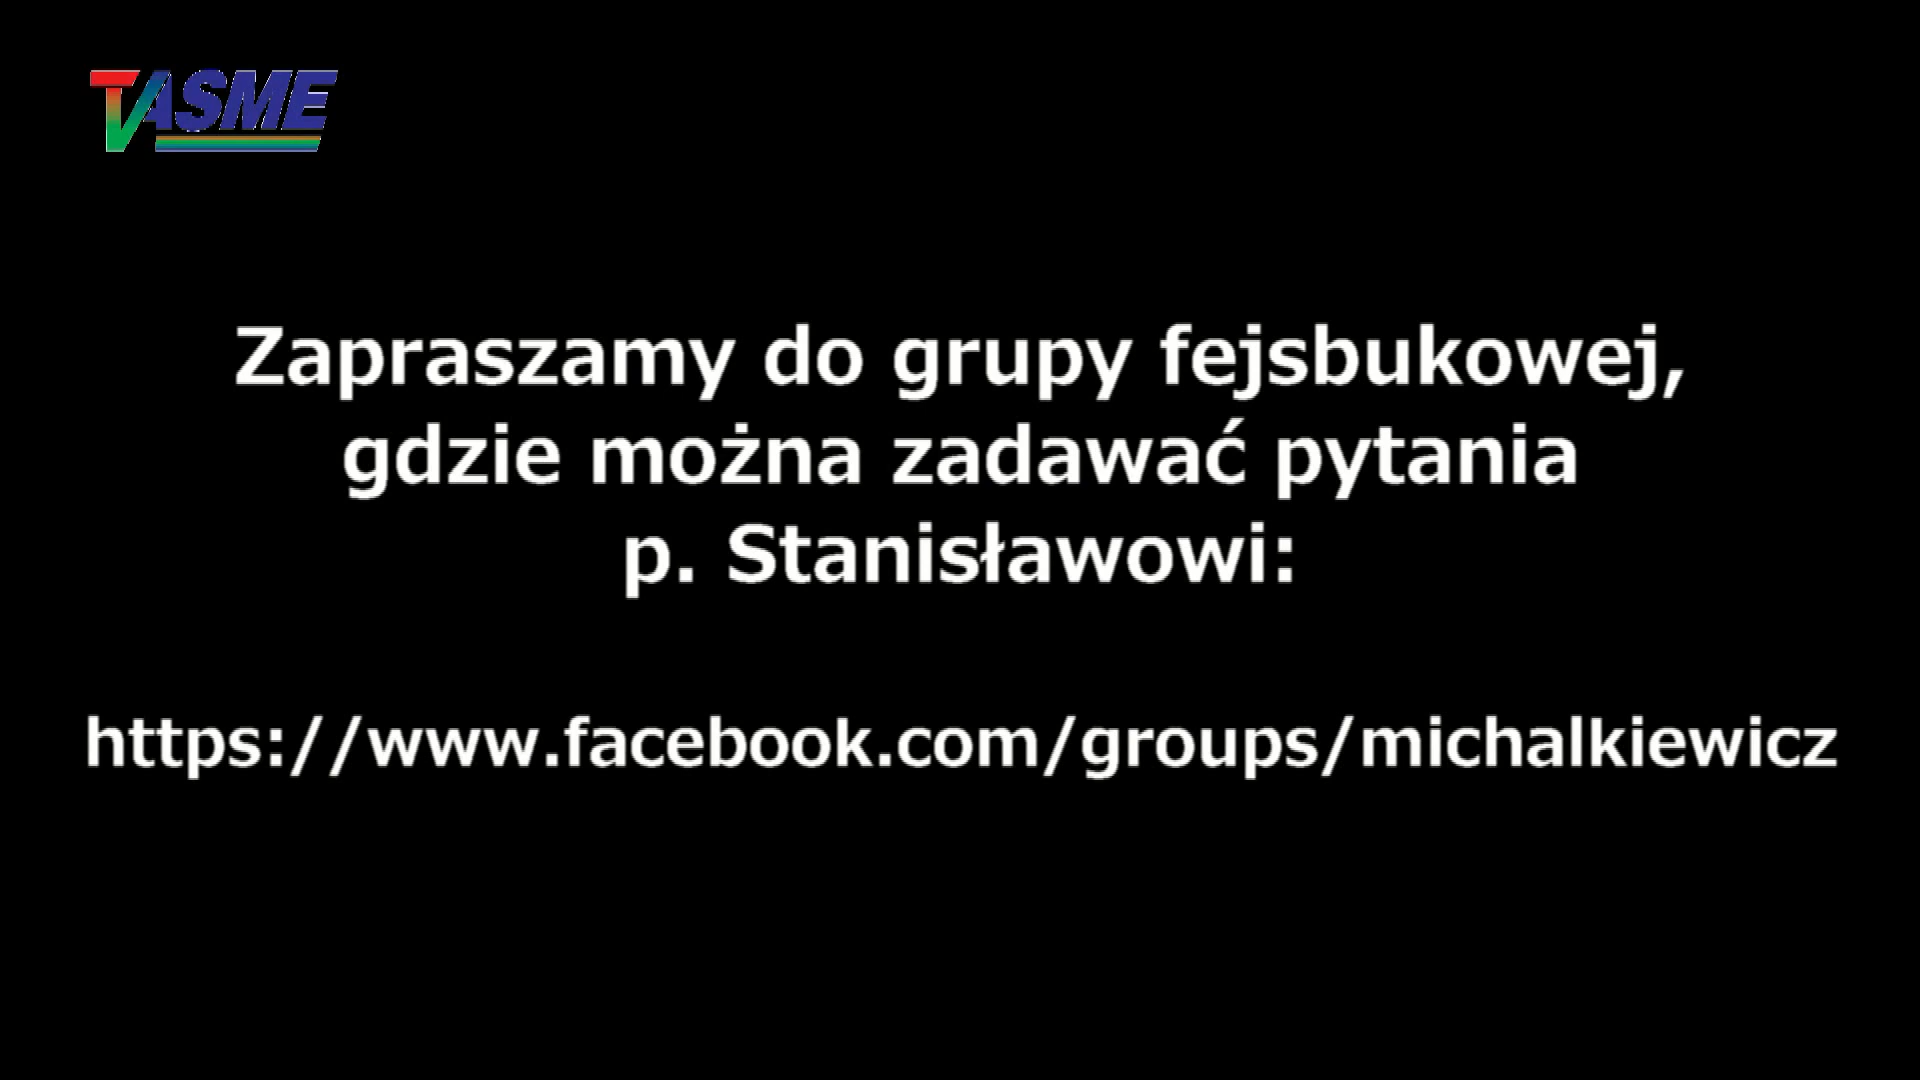 TVASME
Zapraszamy do grupy fejsbukowej,
gdzie można zadawać pytania
p. Stanisławowi:
https://www.facebook.com/groups/michalkiewicz